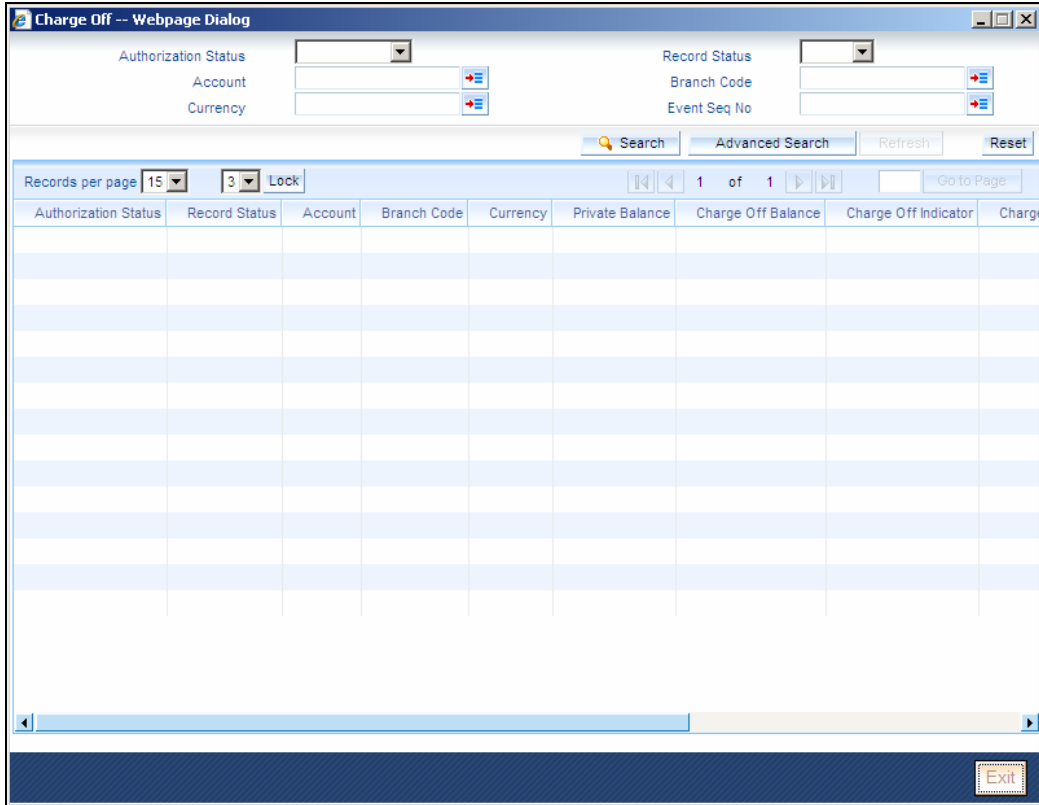 Charge Off -- Webpage Dialog
Authorization Status Record Status
Account Branch Code
Currency Event Seq No
Search Advanced Search Refresh Reset
Records per page 15 3 Lock 1 of 1 Go to Page
Authorization Status Record Status Account Branch Code Currency Private Balance Charge Off Balance Charge Off Indicator Charge
Exit